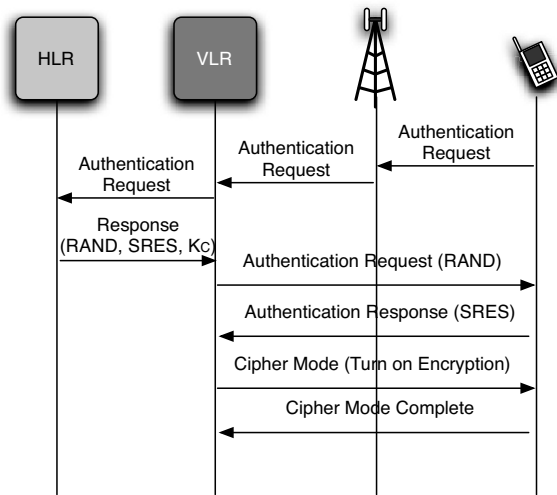 HLR
VLR
Authentication
Request
Authentication
Request
Authentication
Request
Response
(RAND, SRES, KC)
Authentication Request (RAND)
Authentication Response (SRES)
Cipher Mode (Turn on Encryption)
Cipher Mode Complete